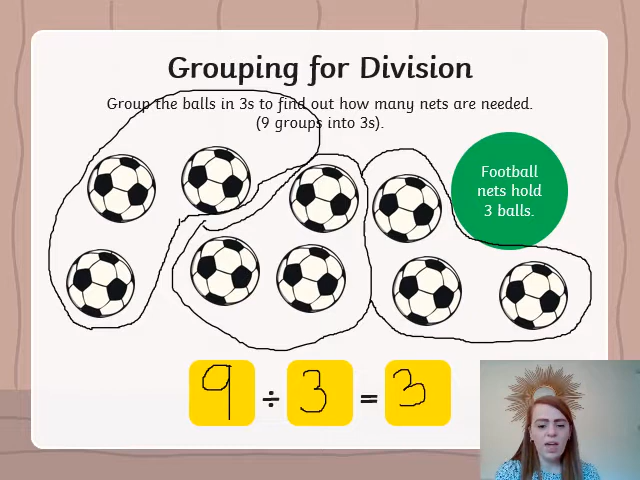 Grouping for Division
Group the balls in 3s to find out how many nets are needed.
(9 groups into 3s).
Football
nets hold
3 balls.
9 ÷ 3 = 3